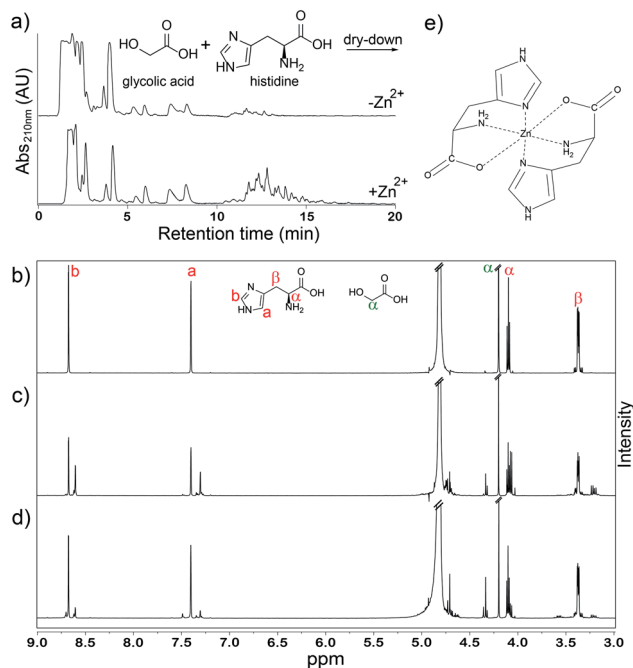 a)
Abs210nm (AU)
HO
O
OH
glycolic acid
+
N
HN
O
OH
NH2
histidine
dry-down
-Zn2+
+Zn2+
0 5 10 15 20
Retention time (min)
e)
H
N
N
H2
N
O
O-
Zn
O
O
N
H2
N
N
H
b)
b
a
β
b
HN
a
N
O
OH
α
NH2
HO
O
OH
α
α
α
β
c)
d)
Intensity
9.0 8.5 8.0 7.5 7.0 6.5 6.0 5.5 5.0 4.5 4.0 3.5 3.0
ppm